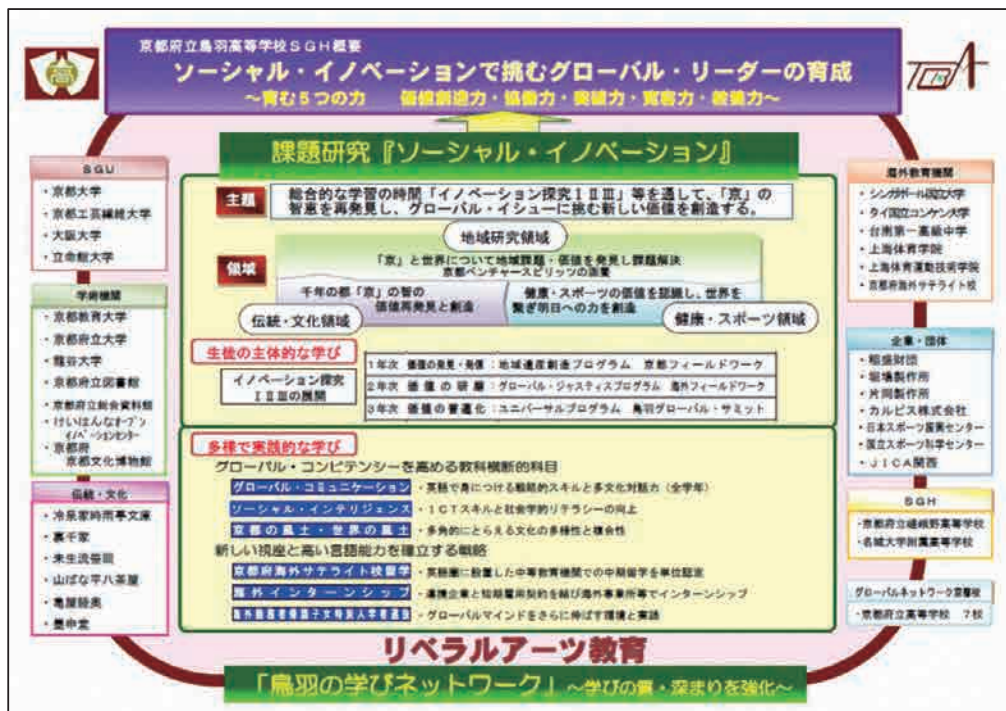 京都府立鳥羽高等学校SGH概要
ソーシャル・イノベーションで挑むグローバル・リーダーの育成
～育む5つの力 価値創造力・協働力・突破力・寛容力・教養力～
課題研究『ソーシャル・イノベーション』
主題
総合的な学習の時間「イノベーション探究ⅠⅡⅢ」等を通して、「京」の
智恵を再発見し、グローバル・イシューに挑む新しい価値を創造する。
地域研究領域
領域
「京」と世界について地域課題・価値を発見し課題解決
京都ベンチャースピリッツの涵養
千年の都「京」の智の
価値再発見と創造
健康・スポーツの価値を認識し、世界を
繋ぎ明日への力を創造
伝統・文化領域
健康・スポーツ領域
生徒の主体的な学び
イノベーション探究
ⅠⅡⅢの展開
1年次 価値の発見・発信：地域遺産創造プログラム 京都フィールドワーク
2年次 価値の研磨：グローバル・ジャスティスプログラム 海外フィールドワーク
3年次 価値の普遍化：ユニバーサルプログラム 鳥羽グローバル・サミット
多様で実践的な学び
グローバル・コンピテンシーを高める教科横断的科目
グローバル・コミュニケーション ・英語で身につける戦略的スキルと多文化対話力（全学年）
ソーシャル・インテリジェンス ・ICTスキルと社会学的リテラシーの向上
京都の風土・世界の風土 ・多角的にとらえる文化の多様性と複合性
新しい視座と高い言語能力を確立する戦略
京都府海外サテライト校留学 ・英語圏に設置した中等教育機関での中期留学を単位認定
海外インターンシップ ・連携企業と短期雇用契約を結び海外事業所等でインターンシップ
・グローバルマインドをさらに伸ばす環境と実践
リベラルアーツ教育
「鳥羽の学びネットワーク」～学びの質・深まりを強化～
SGU
・京都大学
・京都工芸繊維大学
・大阪大学
・立命館大学
学術機関
・京都教育大学
・京都府立大学
・龍谷大学
・京都府立図書館
・京都府立総合資料館
・けいはんなオープン
イノベーションセンター
・京都府
京都文化博物館
伝統・文化
・冷泉家時雨亭文庫
・裏千家
・未生流笹岡
・山ばな平八茶屋
・亀屋陸奥
・墨申堂
海外教育機関
・シンガポール国立大学
・タイ国立コンケン大学
・台南第一高級中学
・上海体育学院
・上海体育運動技術学院
・京都府海外サテライト校
企業・団体
・稲盛財団
・堀場製作所
・片岡製作所
・カルピス株式会社
・日本スポーツ振興センター
・国立スポーツ科学センター
・JICA関西
SGH
・京都府立嵯峨野高等学校
・名城大学附属高等学校
グローバルネットワーク京都校
・京都府立高等学校 7校